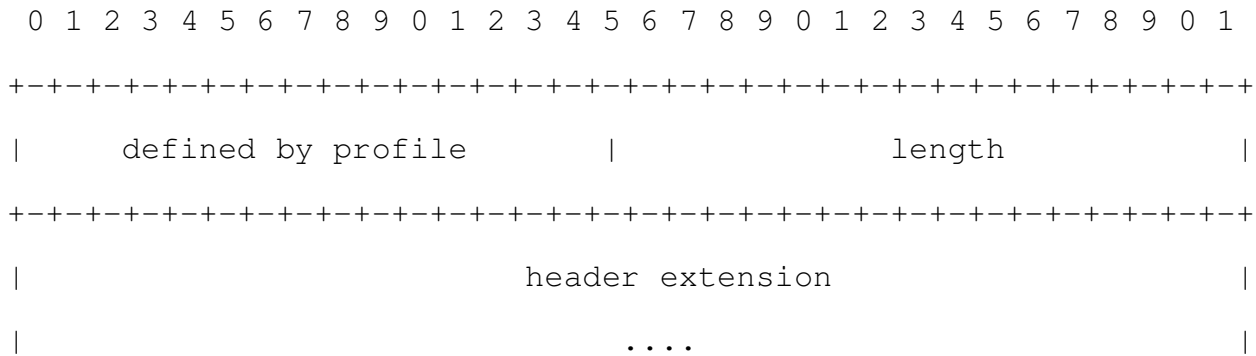 0 1 2 3 4 5 6 7 8 9 0 1 2 3 4 5 6 7 8 9 0 1 2 3 4 5 6 7 8 9 0 1
+-+-+-+-+-+-+-+-+-+-+-+-+-+-+-+-+-+-+-+-+-+-+-+-+-+-+-+-+-+-+-+-+
| defined by profile | length |
+-+-+-+-+-+-+-+-+-+-+-+-+-+-+-+-+-+-+-+-+-+-+-+-+-+-+-+-+-+-+-+-+
| header extension |
| .... |